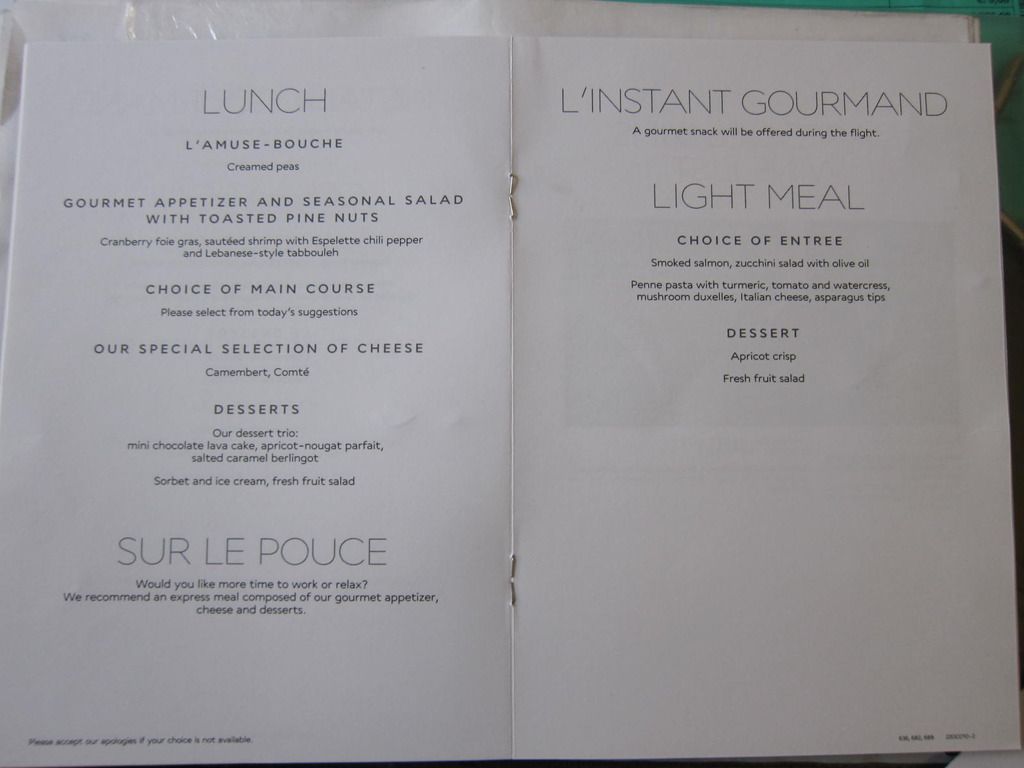 LUNCH
L'AMUSE-BOUCHE
Creamed peas
GOURMET APPETIZER AND SEASONAL SALAD
WITH TOASTED PINE NUTS
Cranberry foie gras, sautéed shrimp with Espelette chili pepper
and Lebanese-style tabbouleh
CHOICE OF MAIN COURSE
Please select from today's suggestions
OUR SPECIAL SELECTION OF CHEESE
Camembert, Comté
DESSERTS
Our dessert trio:
mini chocolate lava cake, apricot-nougat parfait,
salted caramel berlingot
Sorbet and ice cream, fresh fruit salad
SUR LE POUCE
Would you like more time to work or relax?
We recommend an express meal composed of our gourmet appetizer,
cheese and desserts.
Please accept our apologies if your choice is not available.
L'INSTANT GOURMAND
A gourmet snack will be offered during the flight.
LIGHT MEAL
CHOICE OF ENTREE
Smoked salmon, zucchini salad with olive oil
Penne pasta with turmeric, tomato and watercress,
mushroom duxelles, Italian cheese, asparagus tips
DESSERT
Apricot crisp
Fresh fruit salad